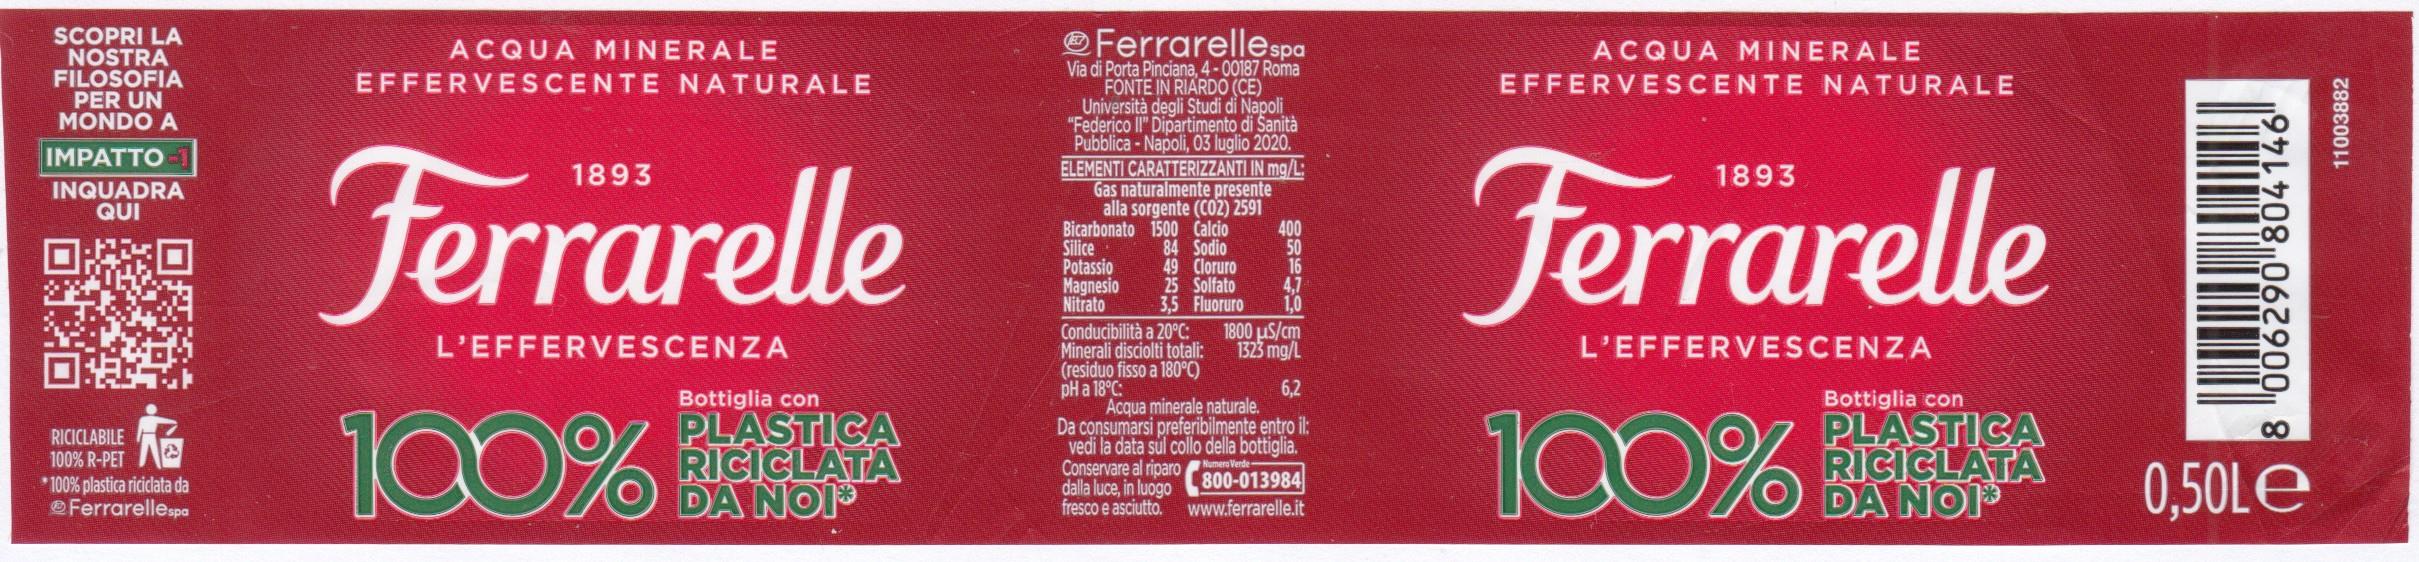 SCOPRI LA
NOSTRA
FILOSOFIA
PER UN
MONDO A
IMPATTO -1
INQUADRA
QUI
RICICLABILE
100% R-PET
*100% plastica riciclata da
Ferrarelle spa
ACQUA MINERALE
EFFERVESCENTE NATURALE
1893
Ferrarelle
L'EFFERVESCENZA
Bottiglia con
100% PLASTICA
RICICLATA
DA NOI*
Ferrarelle spa
Via di Porta Pinciana, 4 - 00187 Roma
FONTE IN RIARDO (CE)
Università degli Studi di Napoli
"Federico II" Dipartimento di Sanità
Pubblica - Napoli, 03 luglio 2020.
ELEMENTI CARATTERIZZANTI IN mg/L:
Gas naturalmente presente
alla sorgente (CO2) 2591
Bicarbonato 1500 Calcio 400
Silice 84 Sodio 50
Potassio 49 Cloruro 16
Magnesio 25 Solfato 4,7
Nitrato 3,5 Fluoruro 1,0
Conducibilità a 20°C: 1800 µS/cm
Minerali disciolti totali: 1323 mg/L
(residuo fisso a 180°C)
pH a 18°C: 6,2
Acqua minerale naturale.
Da consumarsi preferibilmente entro il:
vedi la data sul collo della bottiglia.
Conservare al riparo
dalla luce, in luogo
fresco e asciutto.
Numero Verde
800-013984
www.ferrarelle.it
ACQUA MINERALE
EFFERVESCENTE NATURALE
1893
Ferrarelle
L'EFFERVESCENZA
Bottiglia con
100% PLASTICA
RICICLATA
DA NOI*
8 006290 804146
11003882
0,50L e